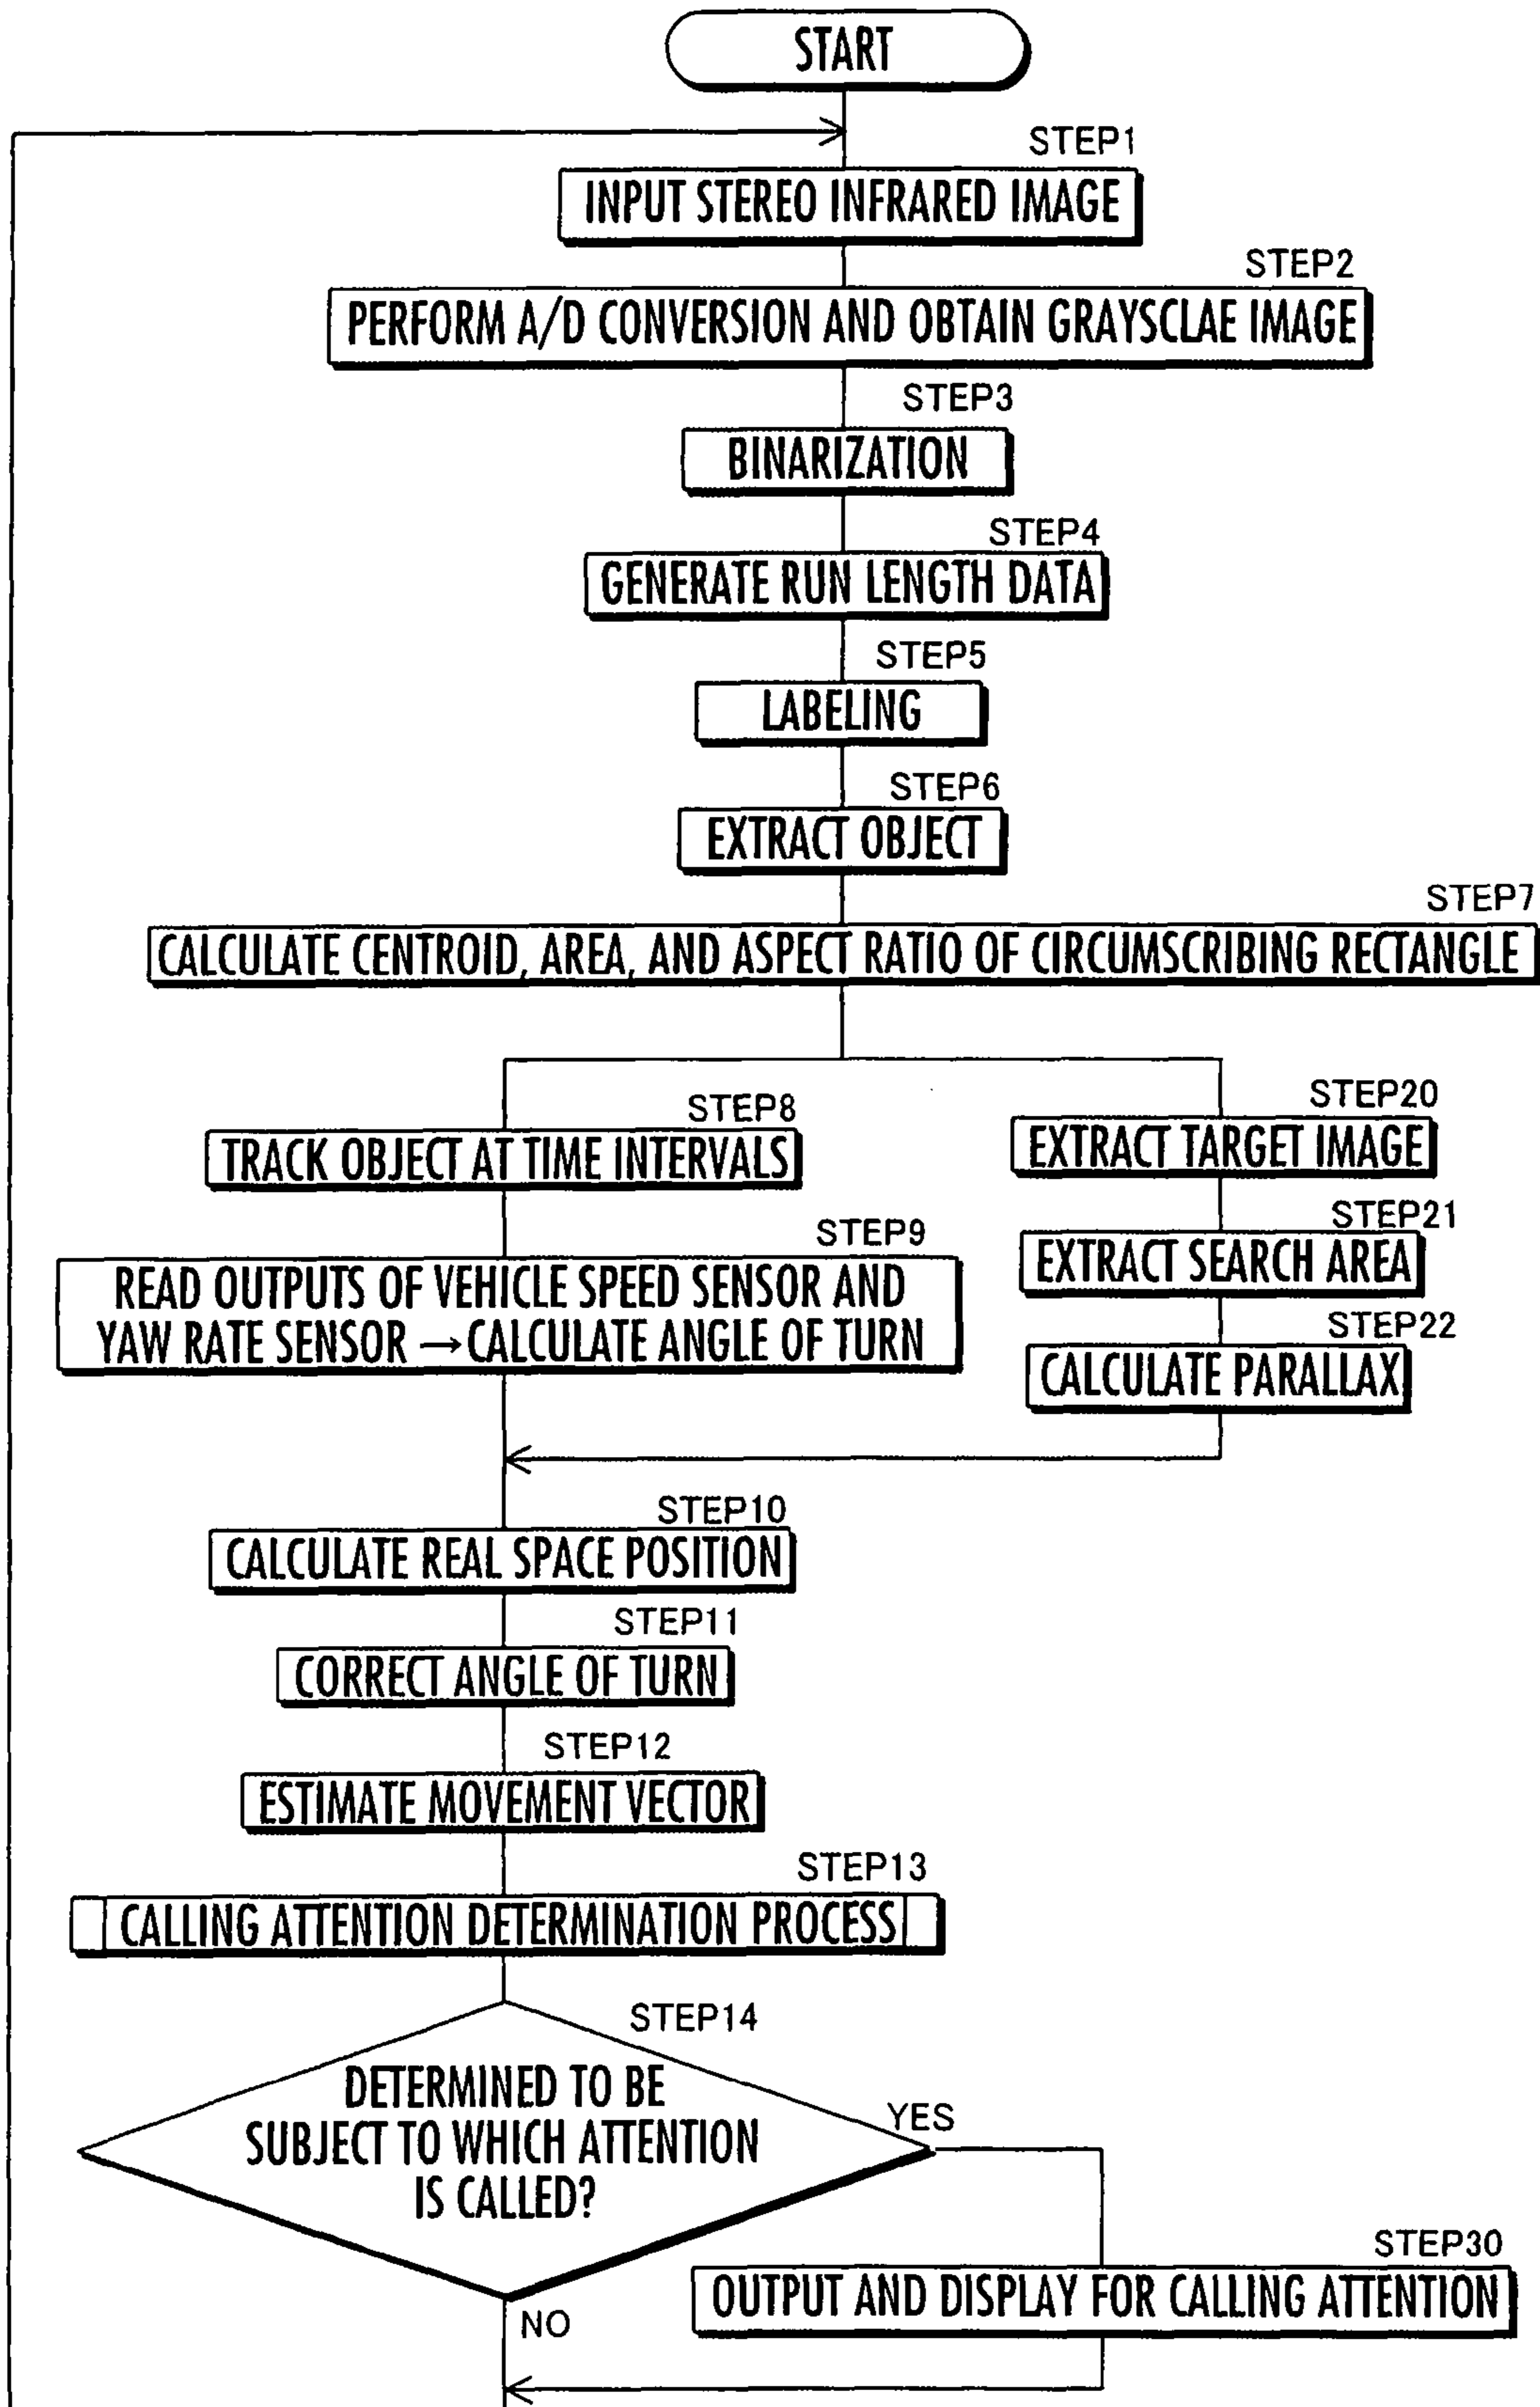 START
STEP1
INPUT STEREO INFRARED IMAGE
STEP2
PERFORM A/D CONVERSION AND OBTAIN GRAYSCLAE IMAGE
STEP3
BINARIZATION
STEP4
GENERATE RUN LENGTH DATA
STEP5
LABELING
STEP6
EXTRACT OBJECT
STEP7
CALCULATE CENTROID, AREA, AND ASPECT RATIO OF CIRCUMSCRIBING RECTANGLE
STEP8
TRACK OBJECT AT TIME INTERVALS
STEP9
READ OUTPUTS OF VEHICLE SPEED SENSOR AND
YAW RATE SENSOR → CALCULATE ANGLE OF TURN
STEP20
EXTRACT TARGET IMAGE
STEP21
EXTRACT SEARCH AREA
STEP22
CALCULATE PARALLAX
STEP10
CALCULATE REAL SPACE POSITION
STEP11
CORRECT ANGLE OF TURN
STEP12
ESTIMATE MOVEMENT VECTOR
STEP13
CALLING ATTENTION DETERMINATION PROCESS
STEP14
DETERMINED TO BE
SUBJECT TO WHICH ATTENTION
IS CALLED?
YES
STEP30
OUTPUT AND DISPLAY FOR CALLING ATTENTION
NO